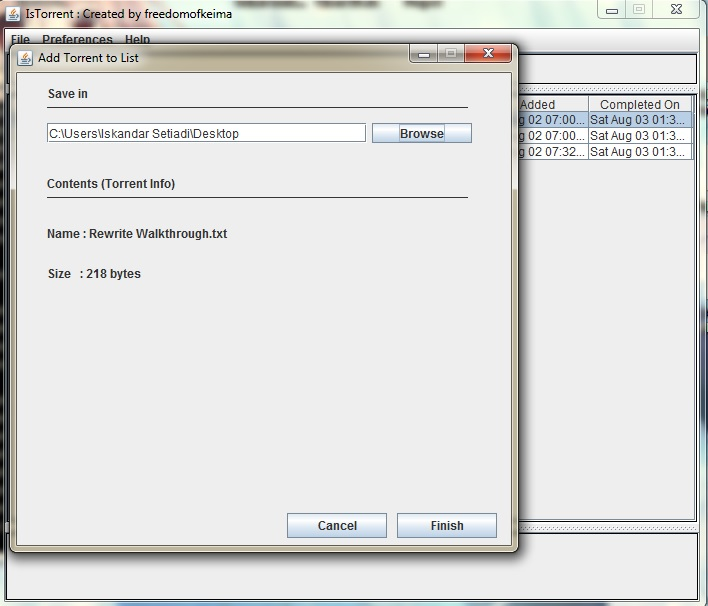 IsTorrent : Created by freedomofkeima
File Preferences Help
Add Torrent to List
Save in
C:\Users\Iskandar Setiadi\Desktop
Browse
Contents (Torrent Info)
Name : Rewrite Walkthrough.txt
Size : 218 bytes
Cancel
Finish
Added Completed On
g 02 07:00... Sat Aug 03 01:3...
g 02 07:00... Sat Aug 03 01:3...
g 02 07:32... Sat Aug 03 01:3...